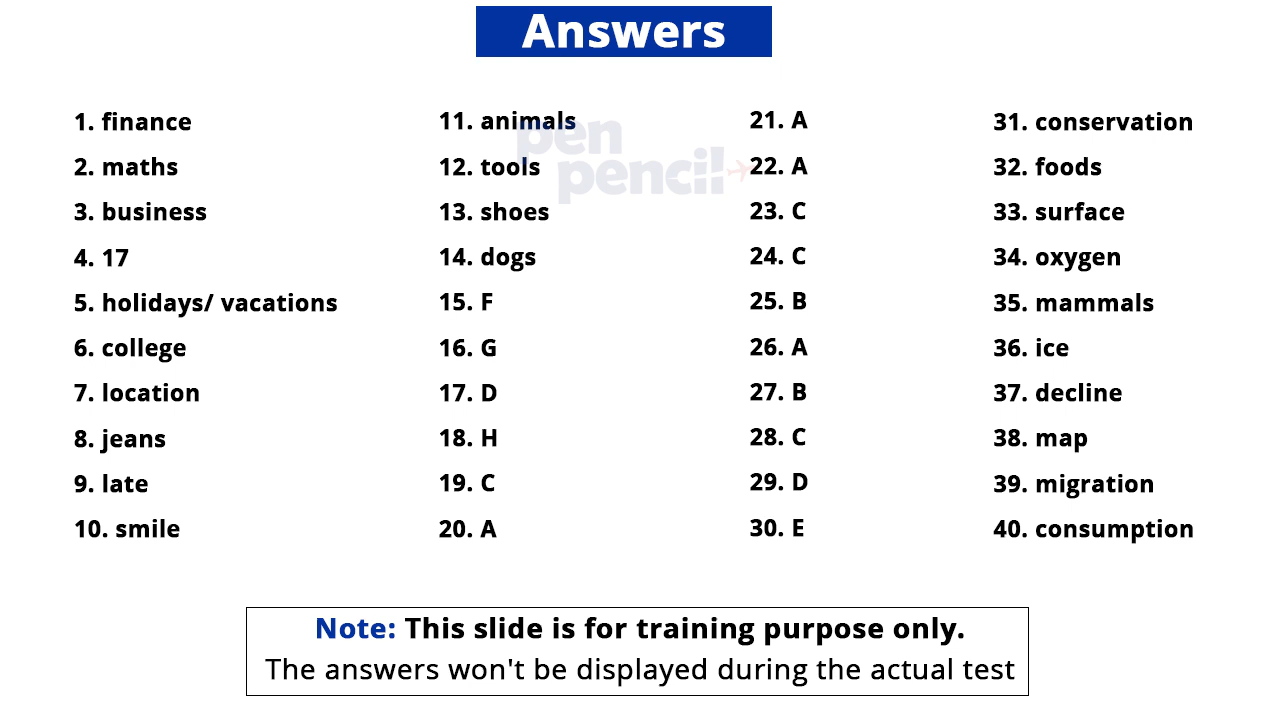 Answers
1. finance
2. maths
3. business
4. 17
5. holidays/ vacations
6. college
7. location
8. jeans
9. late
10. smile
11. animals
12. tools
13. shoes
14. dogs
15. F
16. G
17. D
18. H
19. C
20. A
pen
pencil
21. A
22. A
23. C
24. C
25. B
26. A
27. B
28. C
29. D
30. E
31. conservation
32. foods
33. surface
34. oxygen
35. mammals
36. ice
37. decline
38. map
39. migration
40. consumption
Note: This slide is for training purpose only.
The answers won't be displayed during the actual test